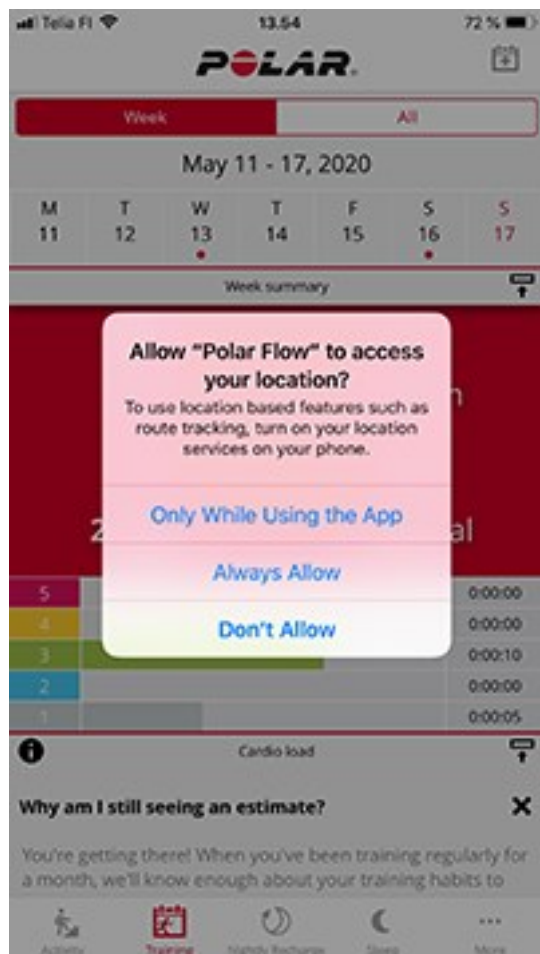 Telia FI 13.54 72 %
POLAR.
Week All
May 11 - 17, 2020
M T W T F S S
11 12 13 14 15 16 17
Week summary
n
Allow “Polar Flow” to access
your location?
To use location based features such as
route tracking, turn on your location
services on your phone.
Only While Using the App
2 al
Always Allow
5 0:00:00
4 0:00:00
Don't Allow
3 0:00:10
2 0:00:00
1 0:00:05
Cardio load
Why am I still seeing an estimate?
You're getting there! When you've been training regularly for
a month, we'll know enough about your training habits to
Activity Training Nightly Recharge Sleep More